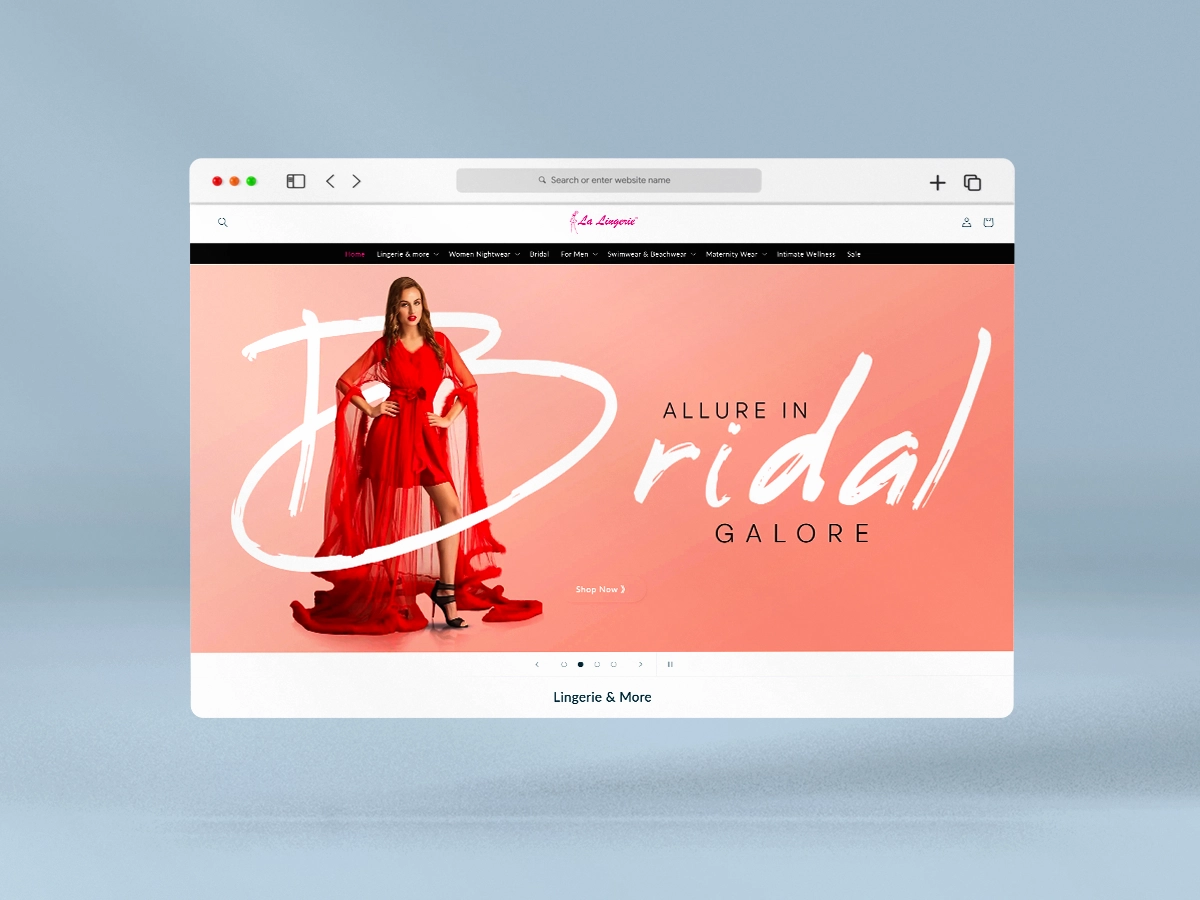 Search or enter website name
La Lingerie
Home Lingerie & more Women Nightwear Bridal For Men Swimwear & Beachwear Maternity Wear Intimate Wellness Sale
ALLURE IN
Bridal
GALORE
Shop Now ⟫
Lingerie & More